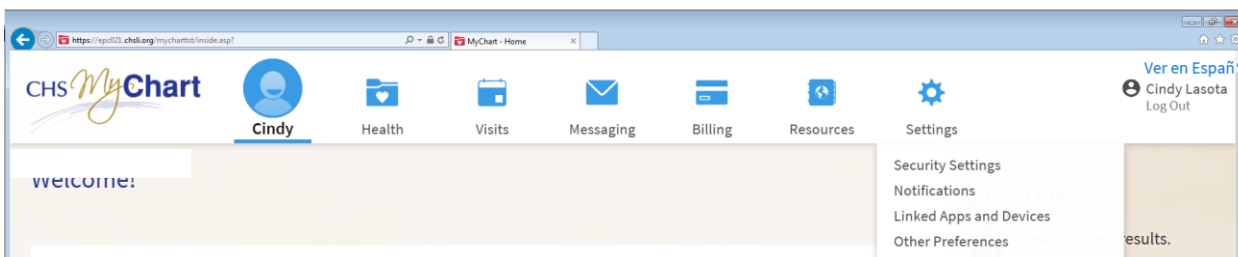 https://epc021.chsli.org/mycharttst/inside.asp?
MyChart - Home
Ver en Españ
CHS MyChart
Cindy Lasota
Log Out
Cindy
Health
Visits
Messaging
Billing
Resources
Settings
Welcome!
Security Settings
Notifications
Linked Apps and Devices
Other Preferences
results.